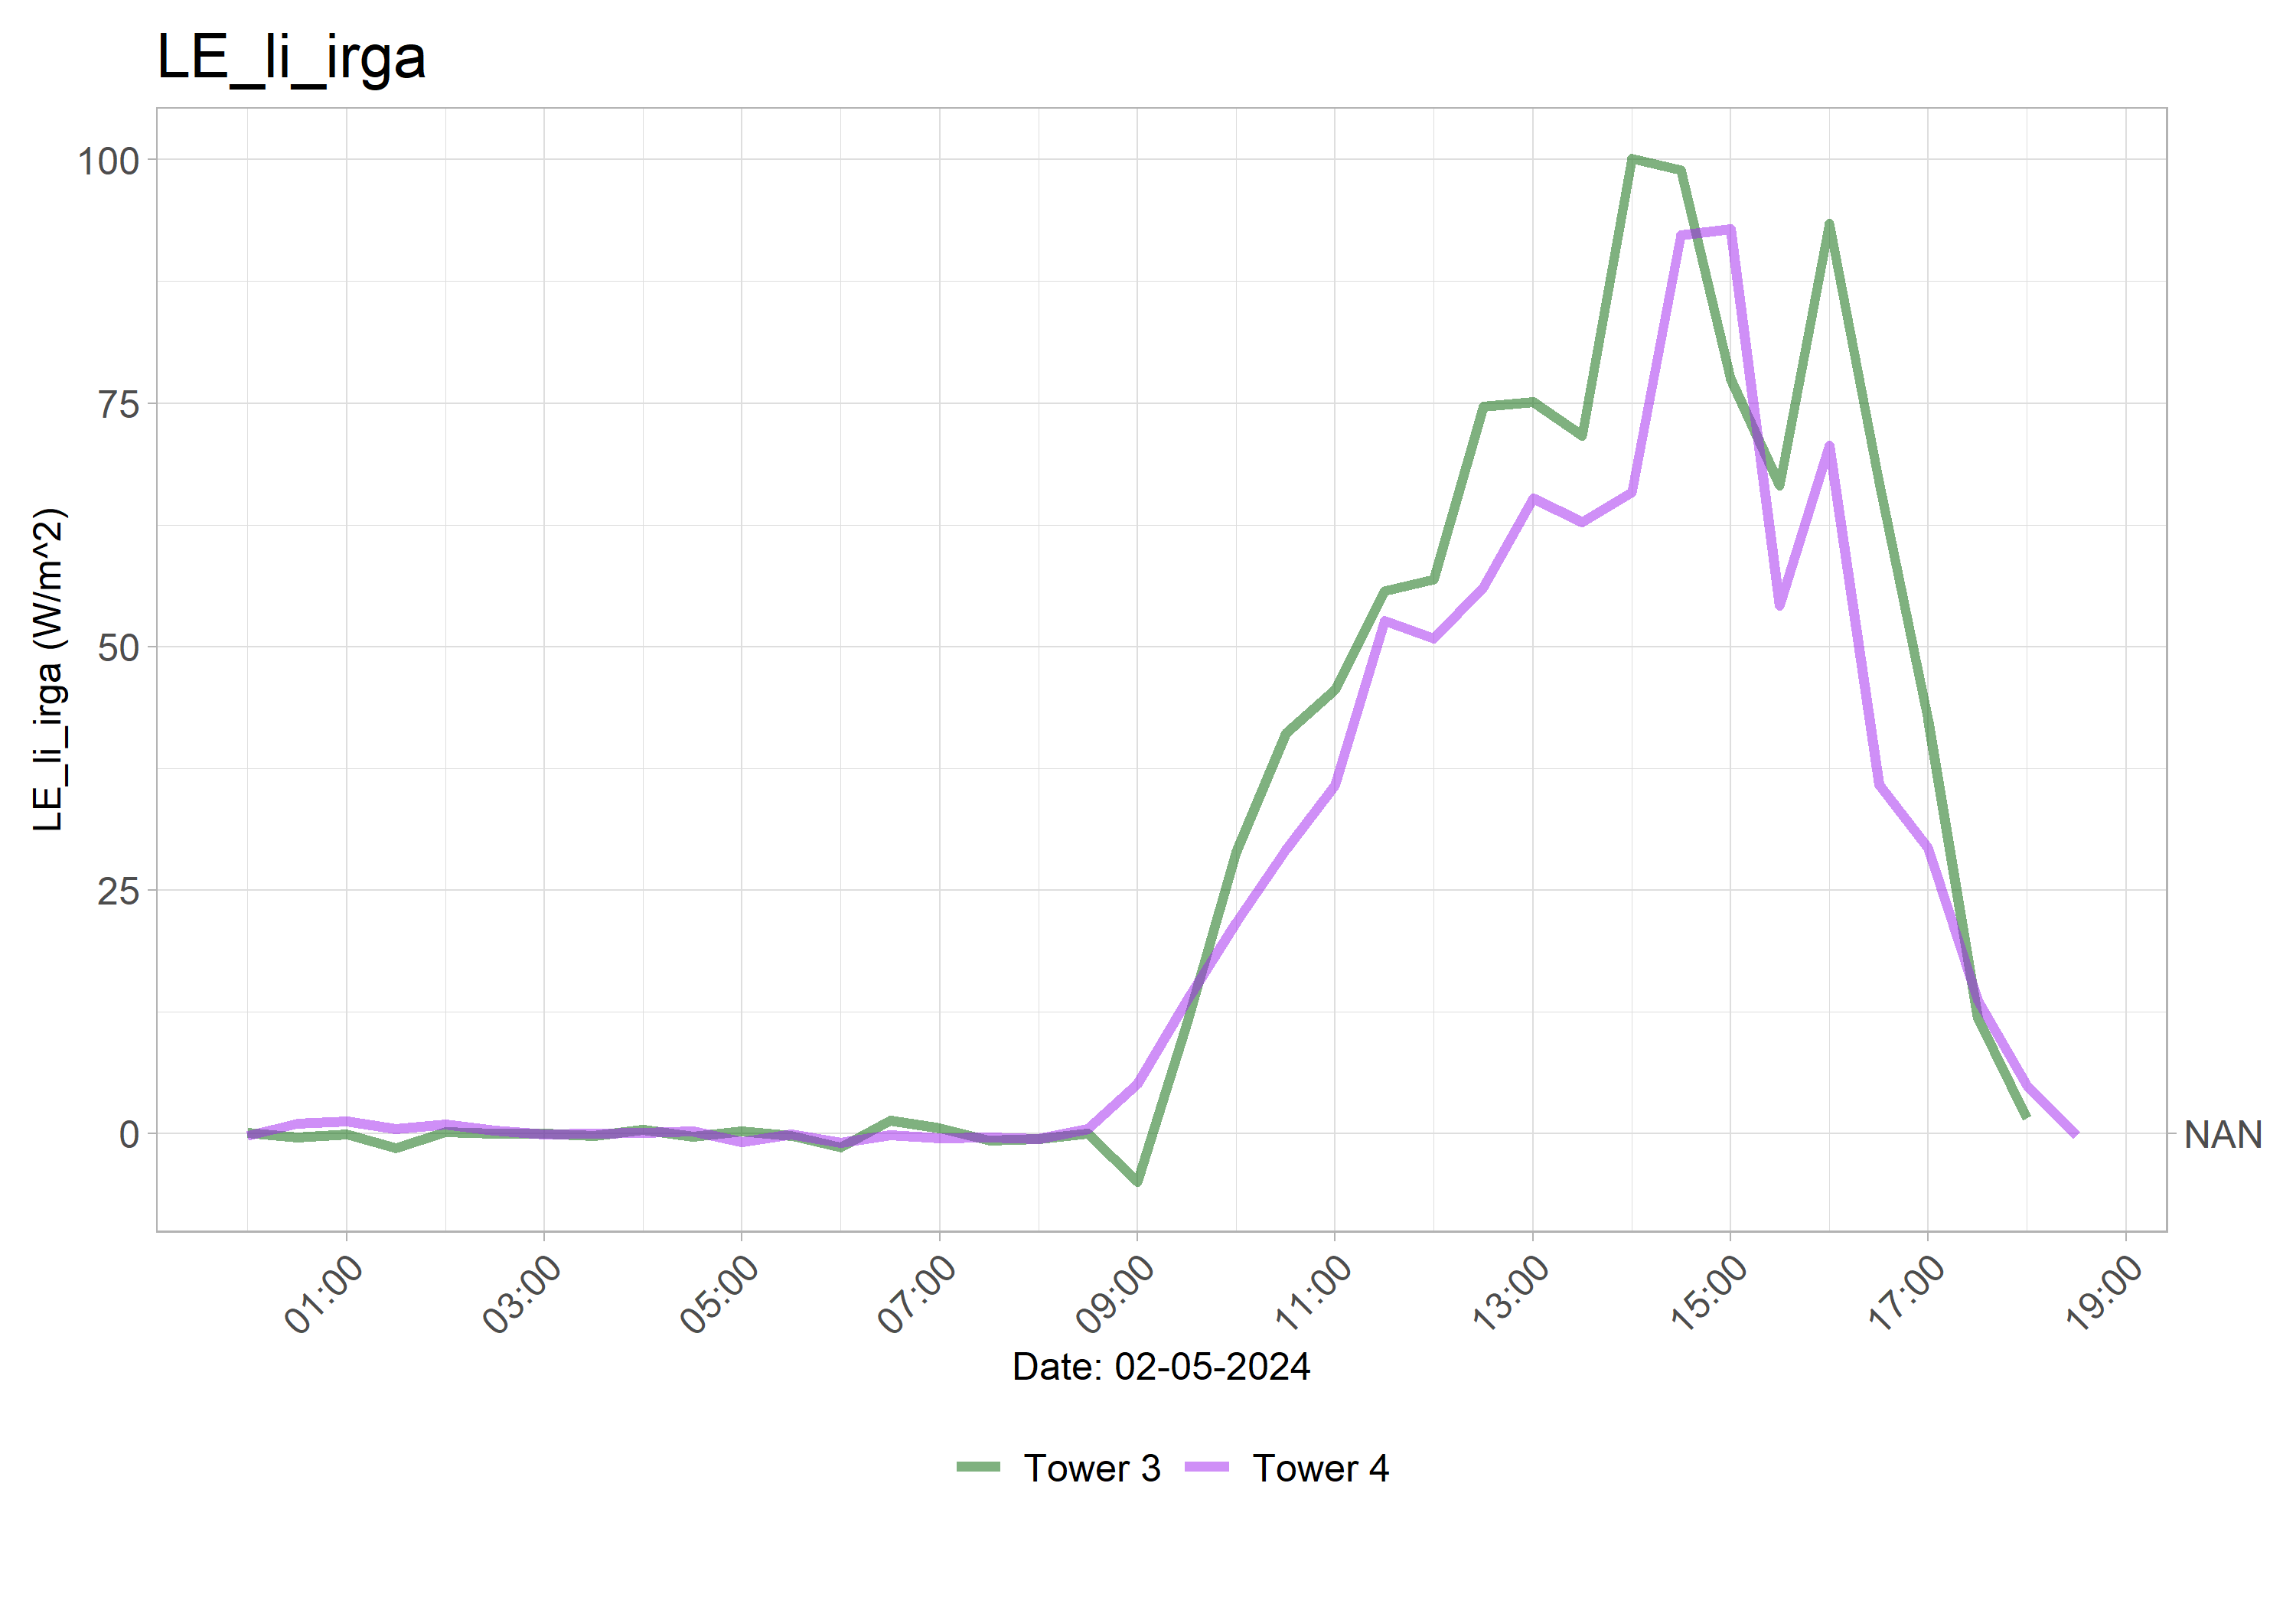 LE_li_irga
LE_li_irga (W/m^2)
100
75
50
25
0
NAN
01:00 03:00 05:00 07:00 09:00 11:00 13:00 15:00 17:00 19:00
Date: 02-05-2024
Tower 3 Tower 4